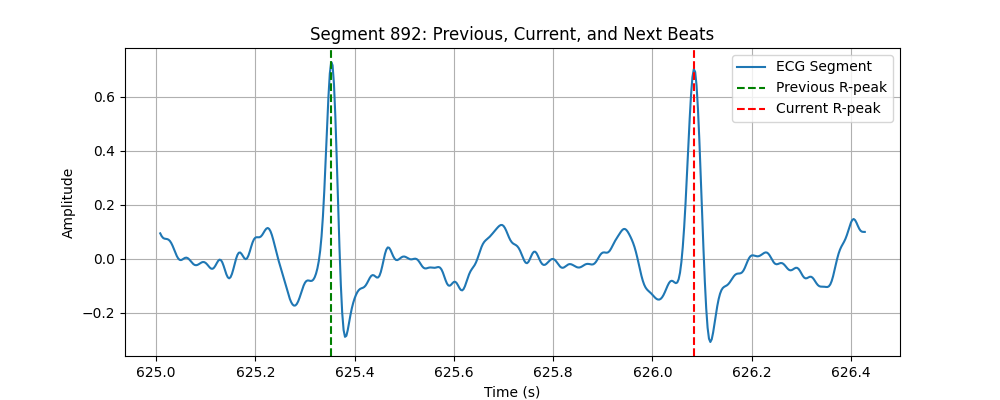 Segment 892: Previous, Current, and Next Beats
ECG Segment
Previous R-peak
Current R-peak
Amplitude
0.6
0.4
0.2
0.0
−0.2
625.0 625.2 625.4 625.6 625.8 626.0 626.2 626.4
Time (s)